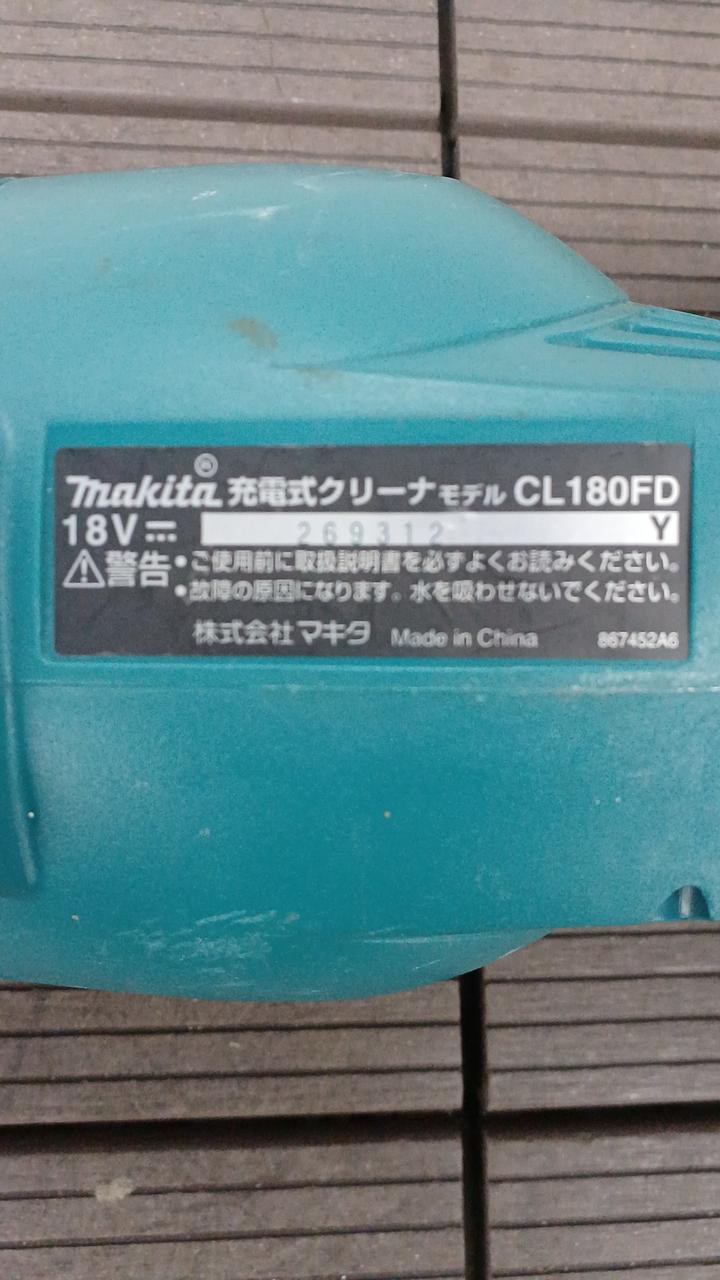 makita® 充電式クリーナ モデル CL180FD
18V⎓ 269312 Y
⚠警告 •ご使用前に取扱説明書を必ずよくお読みください。
•故障の原因になります。水を吸わせないでください。
株式会社マキタ Made in China 867452A6